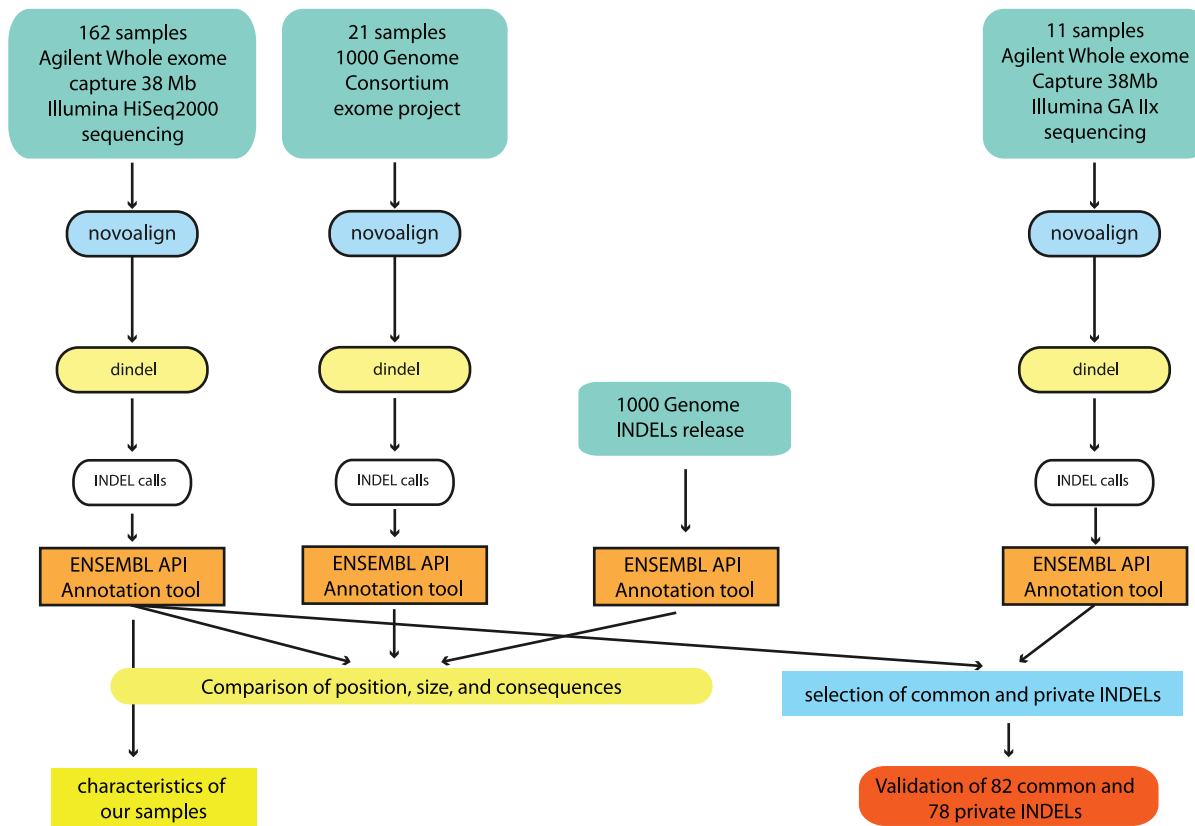 162 samples
Agilent Whole exome
capture 38 Mb
Illumina HiSeq2000
sequencing
21 samples
1000 Genome
Consortium
exome project
11 samples
Agilent Whole exome
Capture 38Mb
Illumina GA IIx
sequencing
novoalign
novoalign
novoalign
dindel
dindel
dindel
1000 Genome
INDELs release
INDEL calls
INDEL calls
INDEL calls
ENSEMBL API
Annotation tool
ENSEMBL API
Annotation tool
ENSEMBL API
Annotation tool
ENSEMBL API
Annotation tool
Comparison of position, size, and consequences
selection of common and private INDELs
characteristics of
our samples
Validation of 82 common and
78 private INDELs